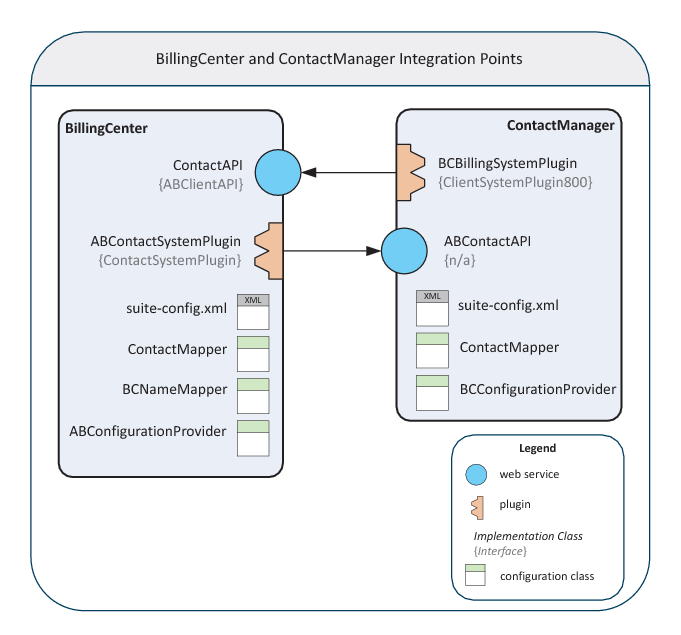 BillingCenter and ContactManager Integration Points
BillingCenter
ContactAPI
{ABClientAPI}
ABContactSystemPlugin
{ContactSystemPlugin}
suite-config.xml
XML
ContactMapper
BCNameMapper
ABConfigurationProvider
ContactManager
BCBillingSystemPlugin
{ClientSystemPlugin800}
ABContactAPI
{n/a}
XML
suite-config.xml
ContactMapper
BCConfigurationProvider
Legend
web service
plugin
Implementation Class
{Interface}
configuration class